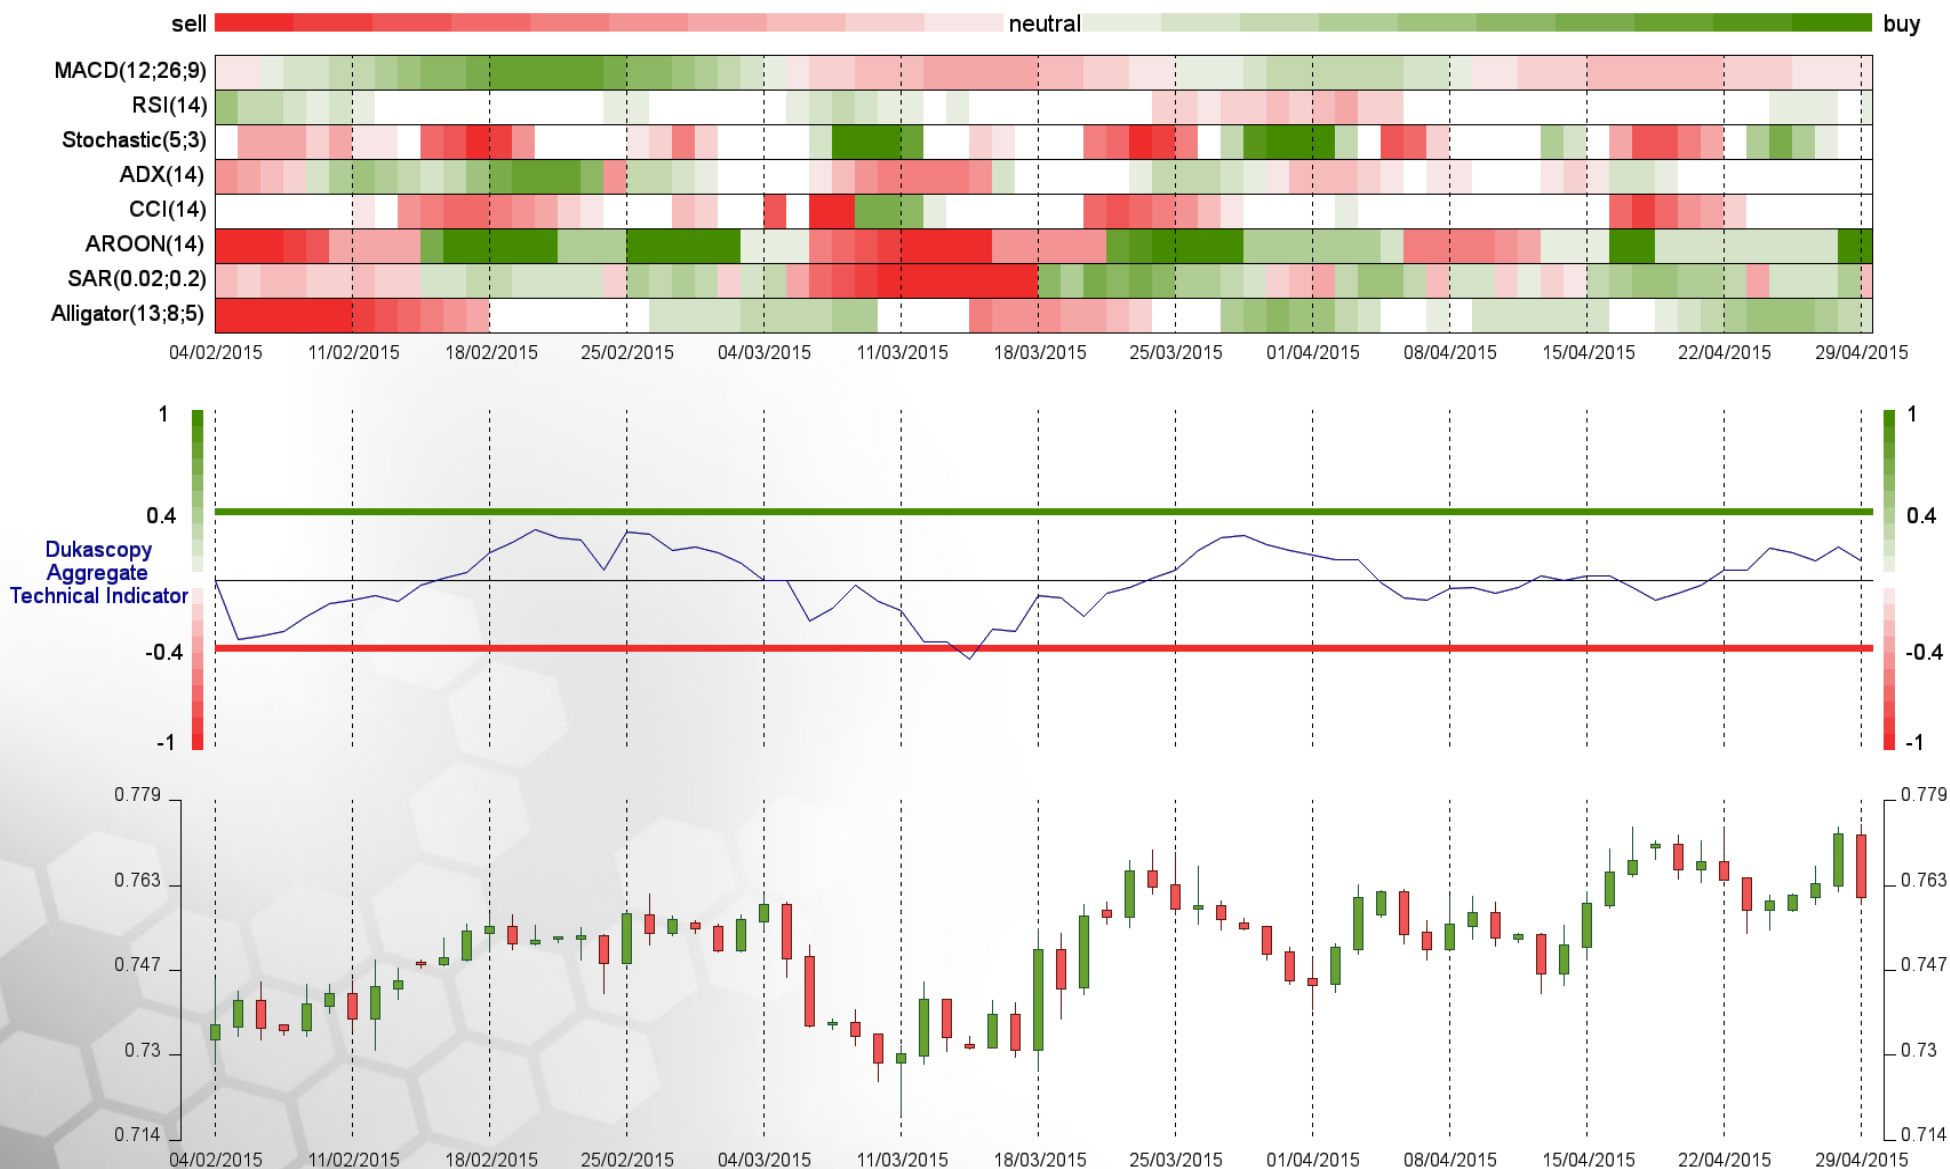 sell neutral buy
MACD(12;26;9)
RSI(14)
Stochastic(5;3)
ADX(14)
CCI(14)
AROON(14)
SAR(0.02;0.2)
Alligator(13;8;5)
04/02/2015 11/02/2015 18/02/2015 25/02/2015 04/03/2015 11/03/2015 18/03/2015 25/03/2015 01/04/2015 08/04/2015 15/04/2015 22/04/2015 29/04/2015
1 1
0.4 0.4
Dukascopy
Aggregate
Technical Indicator
-0.4 -0.4
-1 -1
0.779 0.779
0.763 0.763
0.747 0.747
0.73 0.73
0.714 0.714
04/02/2015 11/02/2015 18/02/2015 25/02/2015 04/03/2015 11/03/2015 18/03/2015 25/03/2015 01/04/2015 08/04/2015 15/04/2015 22/04/2015 29/04/2015